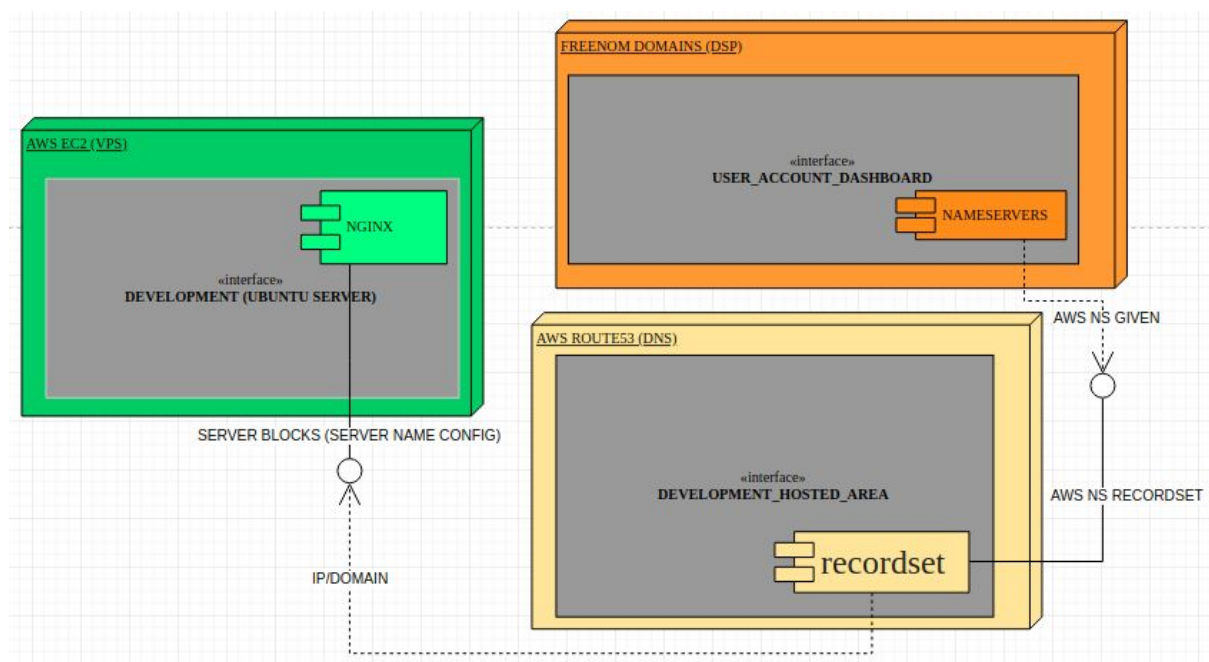 FREENOM DOMAINS (DSP)
«interface»
USER_ACCOUNT_DASHBOARD
NAMESERVERS
AWS EC2 (VPS)
NGINX
«interface»
DEVELOPMENT (UBUNTU SERVER)
AWS NS GIVEN
AWS ROUTE53 (DNS)
SERVER BLOCKS (SERVER NAME CONFIG)
«interface»
DEVELOPMENT_HOSTED_AREA
AWS NS RECORDSET
recordset
IP/DOMAIN